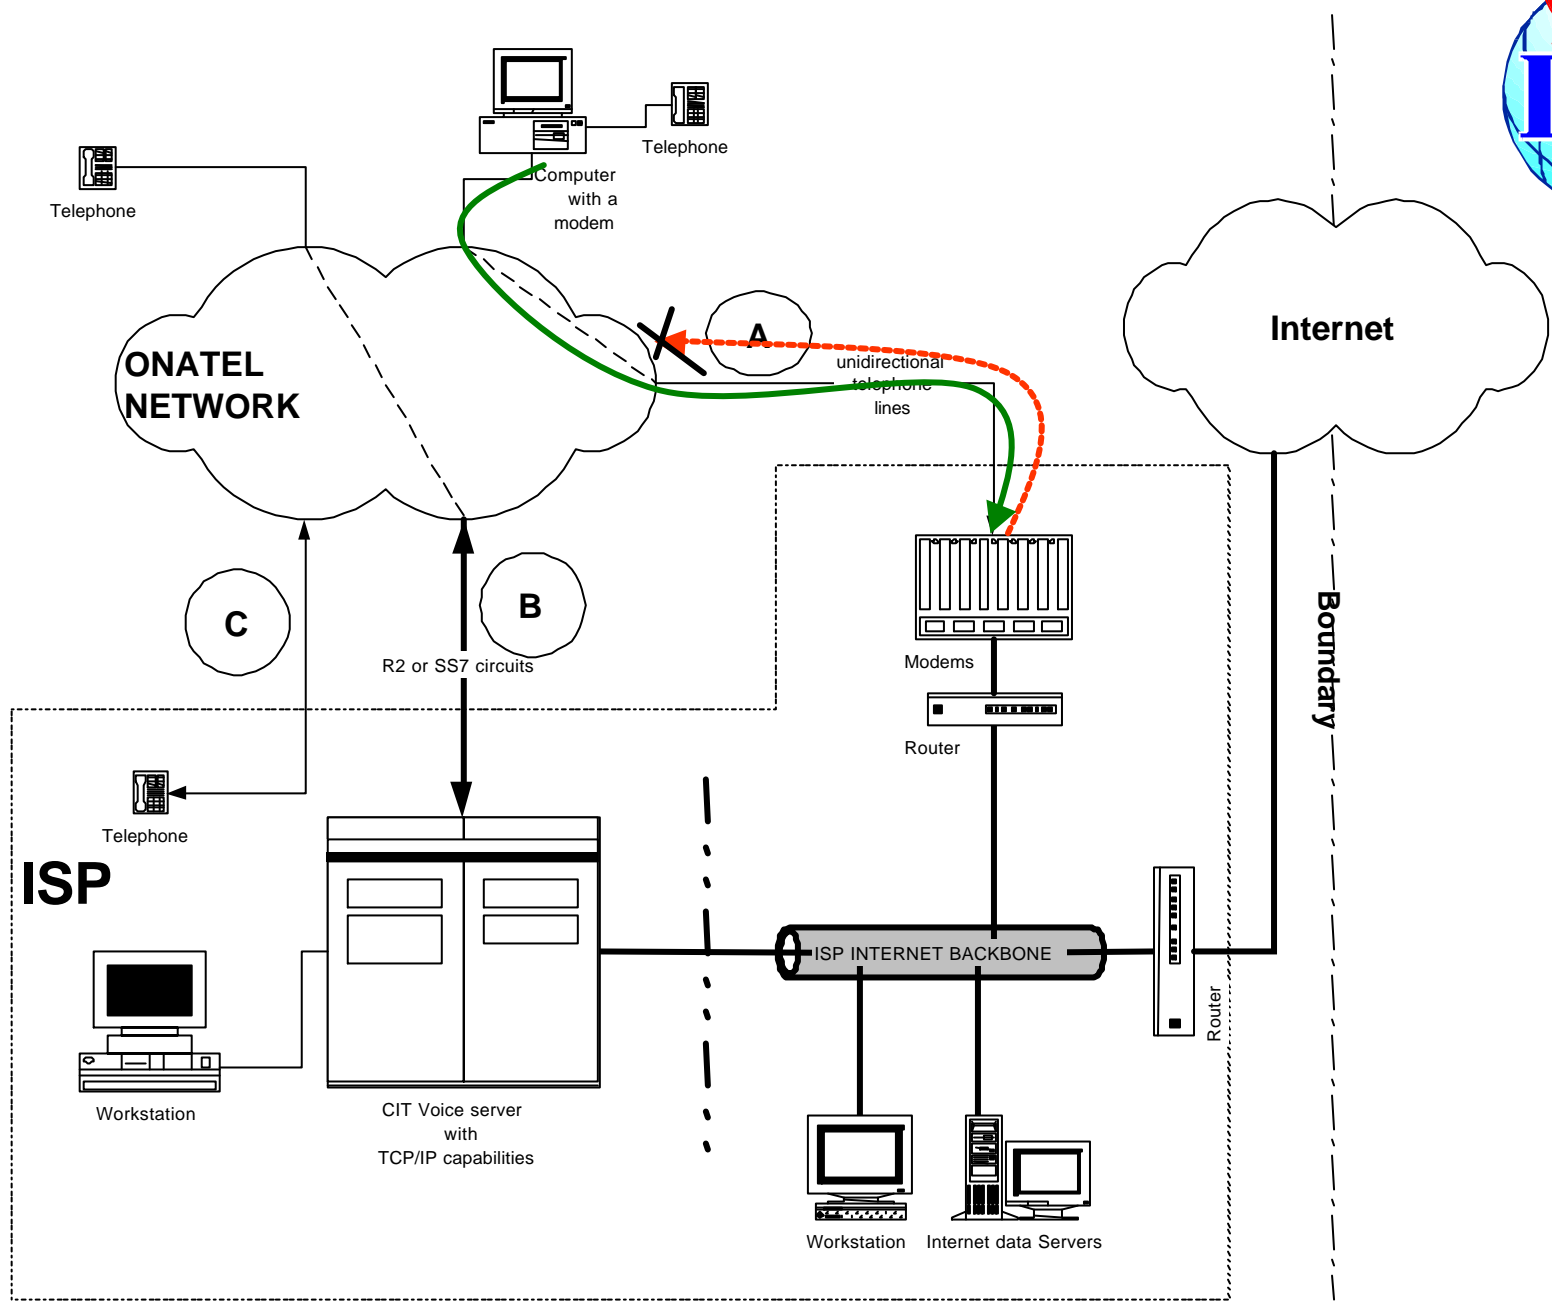 Telephone
Telephone
Computer
with a
modem
ONATEL
NETWORK
A
unidirectional
telephone
lines
Internet
C
B
R2 or SS7 circuits
Modems
Router
Boundary
Telephone
ISP
ISP INTERNET BACKBONE
Router
Workstation
CIT Voice server
with
TCP/IP capabilities
Workstation
Internet data Servers